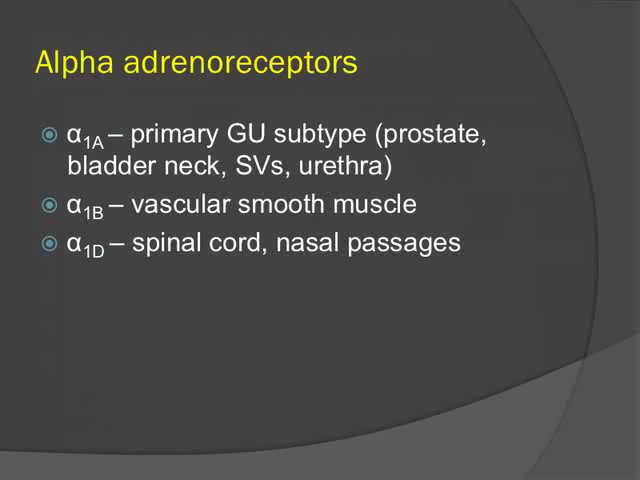 Alpha adrenoreceptors
α1A – primary GU subtype (prostate,
bladder neck, SVs, urethra)
α1B – vascular smooth muscle
α1D – spinal cord, nasal passages